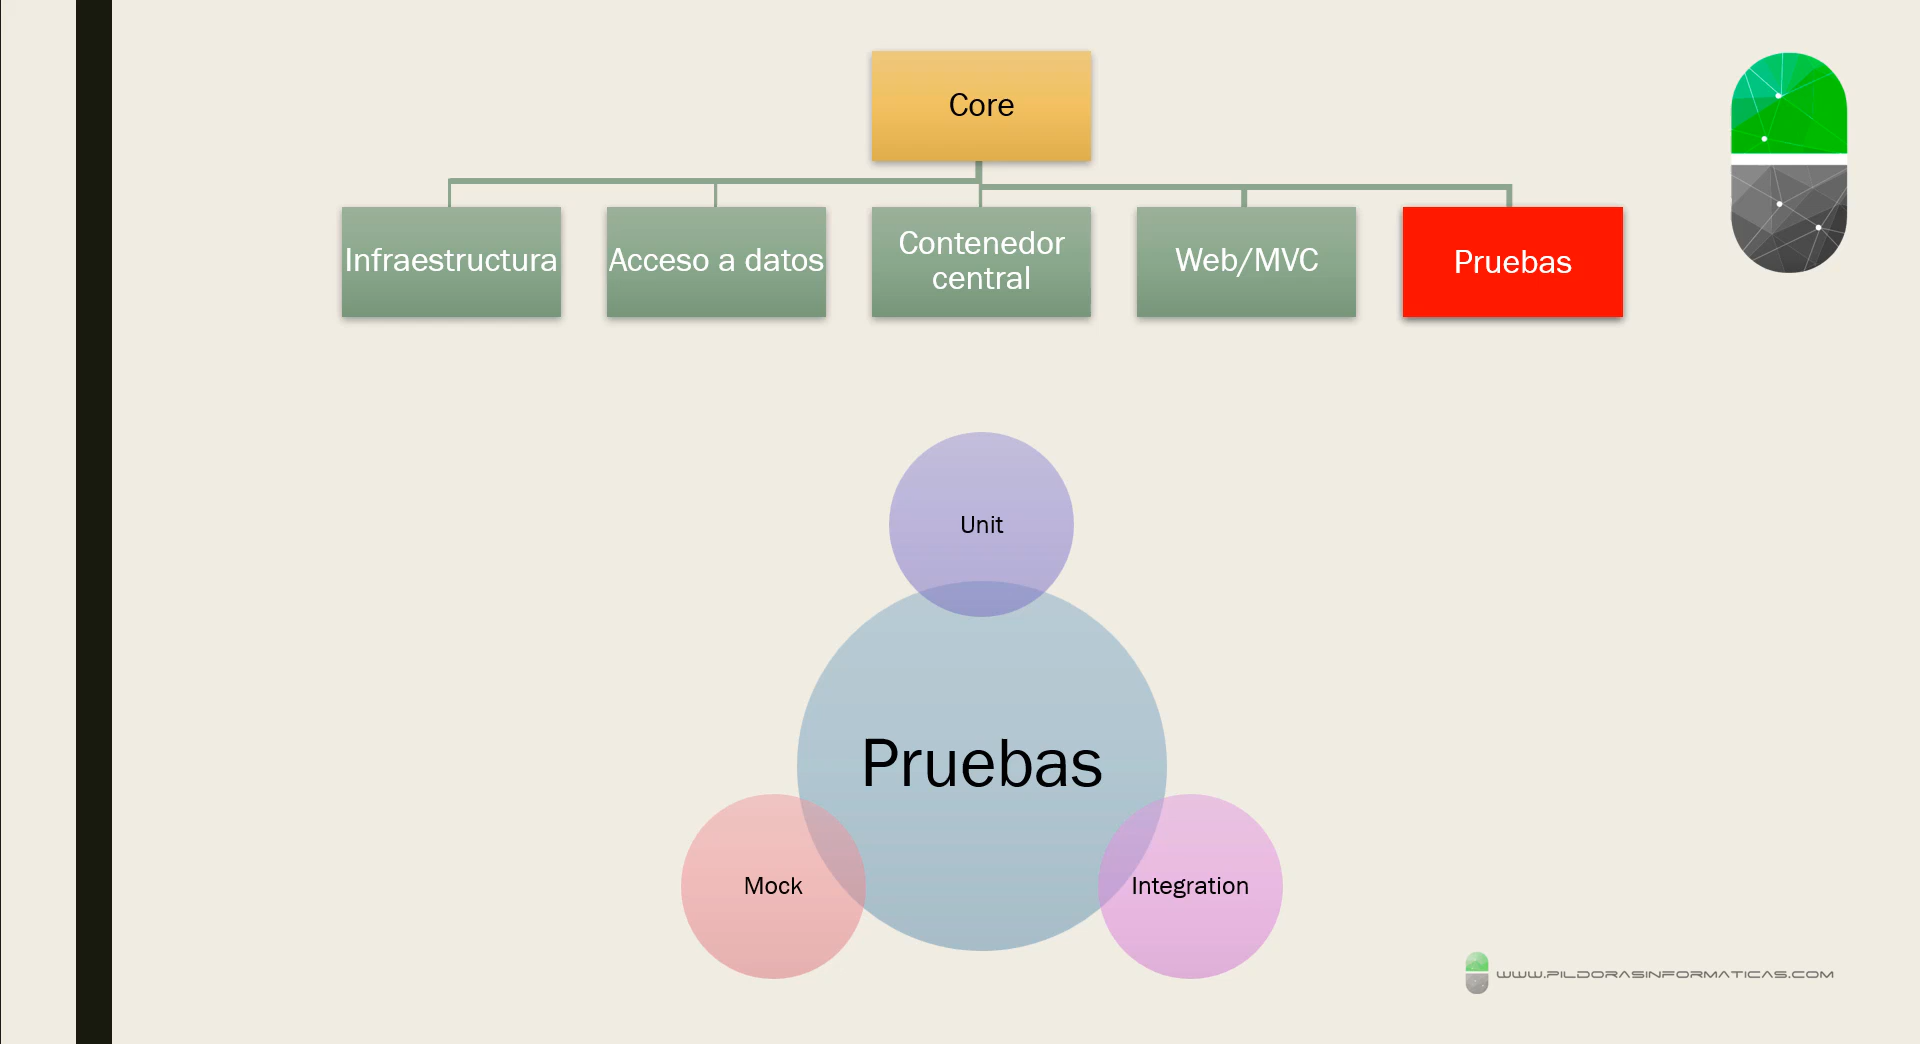 Core
Infraestructura
Acceso a datos
Contenedor
central
Web/MVC
Pruebas
Unit
Pruebas
Mock
Integration
WWW.PILDORASINFORMATICAS.COM